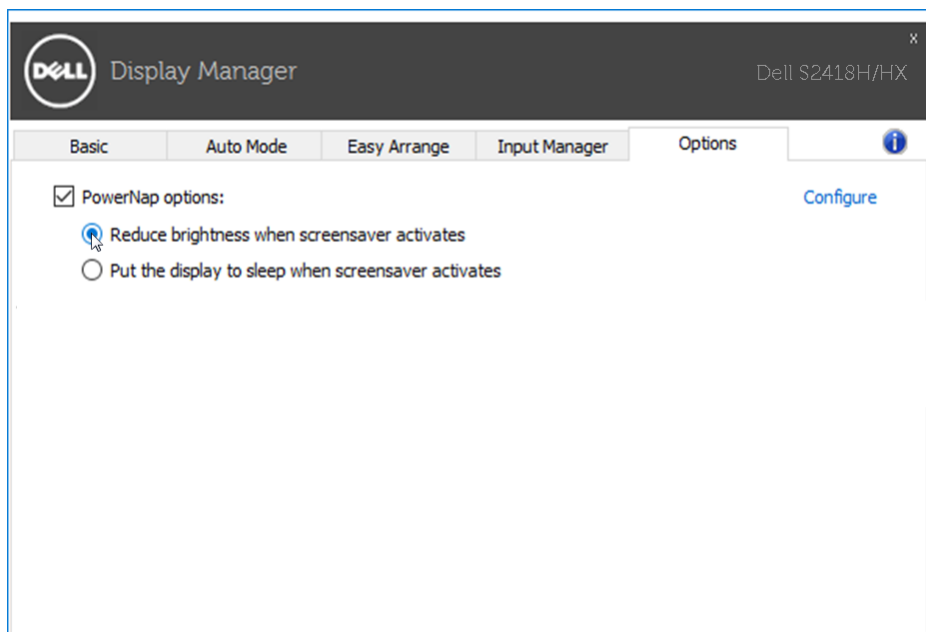 x
DELL Display Manager
Dell S2418H/HX
Basic Auto Mode Easy Arrange Input Manager Options i
PowerNap options: Configure
Reduce brightness when screensaver activates
Put the display to sleep when screensaver activates